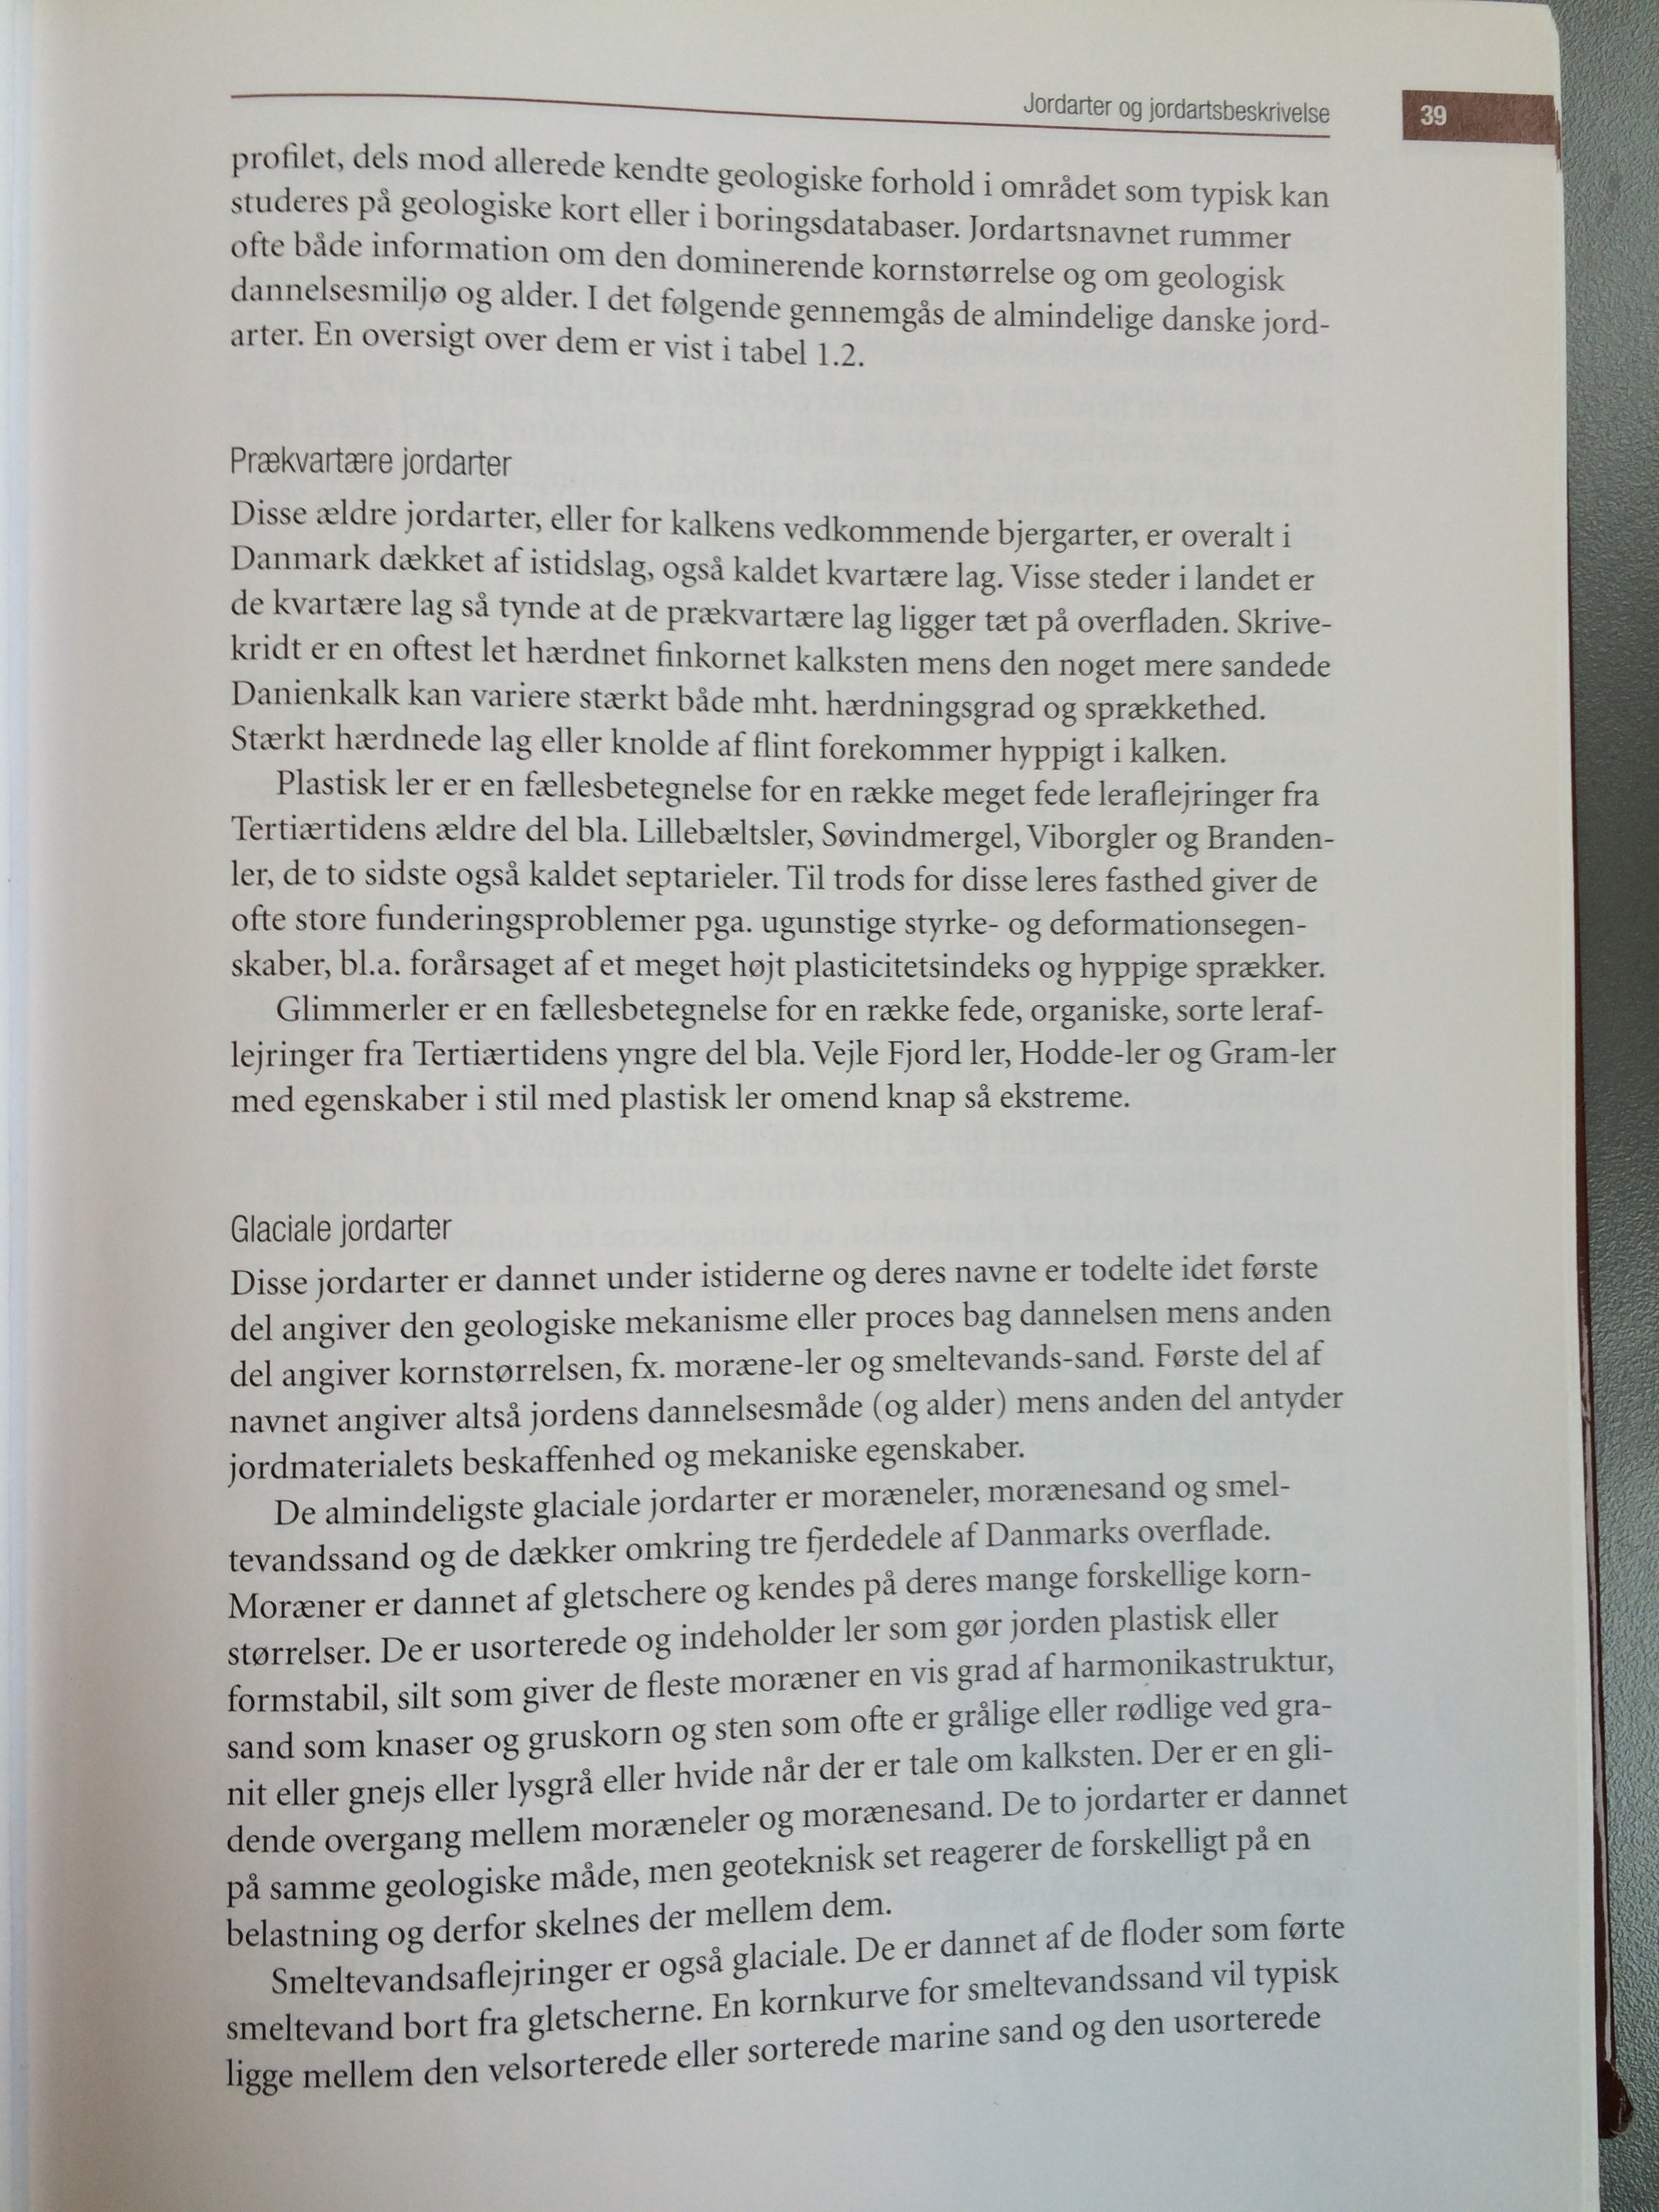 Jordarter og jordartsbeskrivelse
39
profilet, dels mod allerede kendte geologiske forhold i området som typisk kan
studeres på geologiske kort eller i boringsdatabaser. Jordartsnavnet rummer
ofte både information om den dominerende kornstørrelse og om geologisk
dannelsesmiljø og alder. I det følgende gennemgås de almindelige danske jord-
arter. En oversigt over dem er vist i tabel 1.2.
Prækvartære jordarter
Disse ældre jordarter, eller for kalkens vedkommende bjergarter, er overalt i
Danmark dækket af istidslag, også kaldet kvartære lag. Visse steder i landet er
de kvartære lag så tynde at de prækvartære lag ligger tæt på overfladen. Skrive-
kridt er en oftest let hærdnet finkornet kalksten mens den noget mere sandede
Danienkalk kan variere stærkt både mht. hærdningsgrad og sprækkethed.
Stærkt hærdnede lag eller knolde af flint forekommer hyppigt i kalken.
Plastisk ler er en fællesbetegnelse for en række meget fede leraflejringer fra
Tertiærtidens ældre del bla. Lillebæltsler, Søvindmergel, Viborgler og Branden-
ler, de to sidste også kaldet septarieler. Til trods for disse leres fasthed giver de
ofte store funderingsproblemer pga. ugunstige styrke- og deformationsegen-
skaber, bl.a. forårsaget af et meget højt plasticitetsindeks og hyppige sprækker.
Glimmerler er en fællesbetegnelse for en række fede, organiske, sorte leraf-
lejringer fra Tertiærtidens yngre del bla. Vejle Fjord ler, Hodde-ler og Gram-ler
med egenskaber i stil med plastisk ler omend knap så ekstreme.
Glaciale jordarter
Disse jordarter er dannet under istiderne og deres navne er todelte idet første
del angiver den geologiske mekanisme eller proces bag dannelsen mens anden
del angiver kornstørrelsen, fx. moræne-ler og smeltevands-sand. Første del af
navnet angiver altså jordens dannelsesmåde (og alder) mens anden del antyder
jordmaterialets beskaffenhed og mekaniske egenskaber.
De almindeligste glaciale jordarter er moræneler, morænesand og smel-
tevandssand og de dækker omkring tre fjerdedele af Danmarks overflade.
Moræner er dannet af gletschere og kendes på deres mange forskellige korn-
størrelser. De er usorterede og indeholder ler som gør jorden plastisk eller
formstabil, silt som giver de fleste moræner en vis grad af harmonikastruktur,
sand som knaser og gruskorn og sten som ofte er grålige eller rødlige ved gra-
nit eller gnejs eller lysgrå eller hvide når der er tale om kalksten. Der er en gli-
dende overgang mellem moræneler og morænesand. De to jordarter er dannet
på samme geologiske måde, men geoteknisk set reagerer de forskelligt på en
belastning og derfor skelnes der mellem dem.
Smeltevandsaflejringer er også glaciale. De er dannet af de floder som førte
smeltevand bort fra gletscherne. En kornkurve for smeltevandssand vil typisk
ligge mellem den velsorterede eller sorterede marine sand og den usorterede